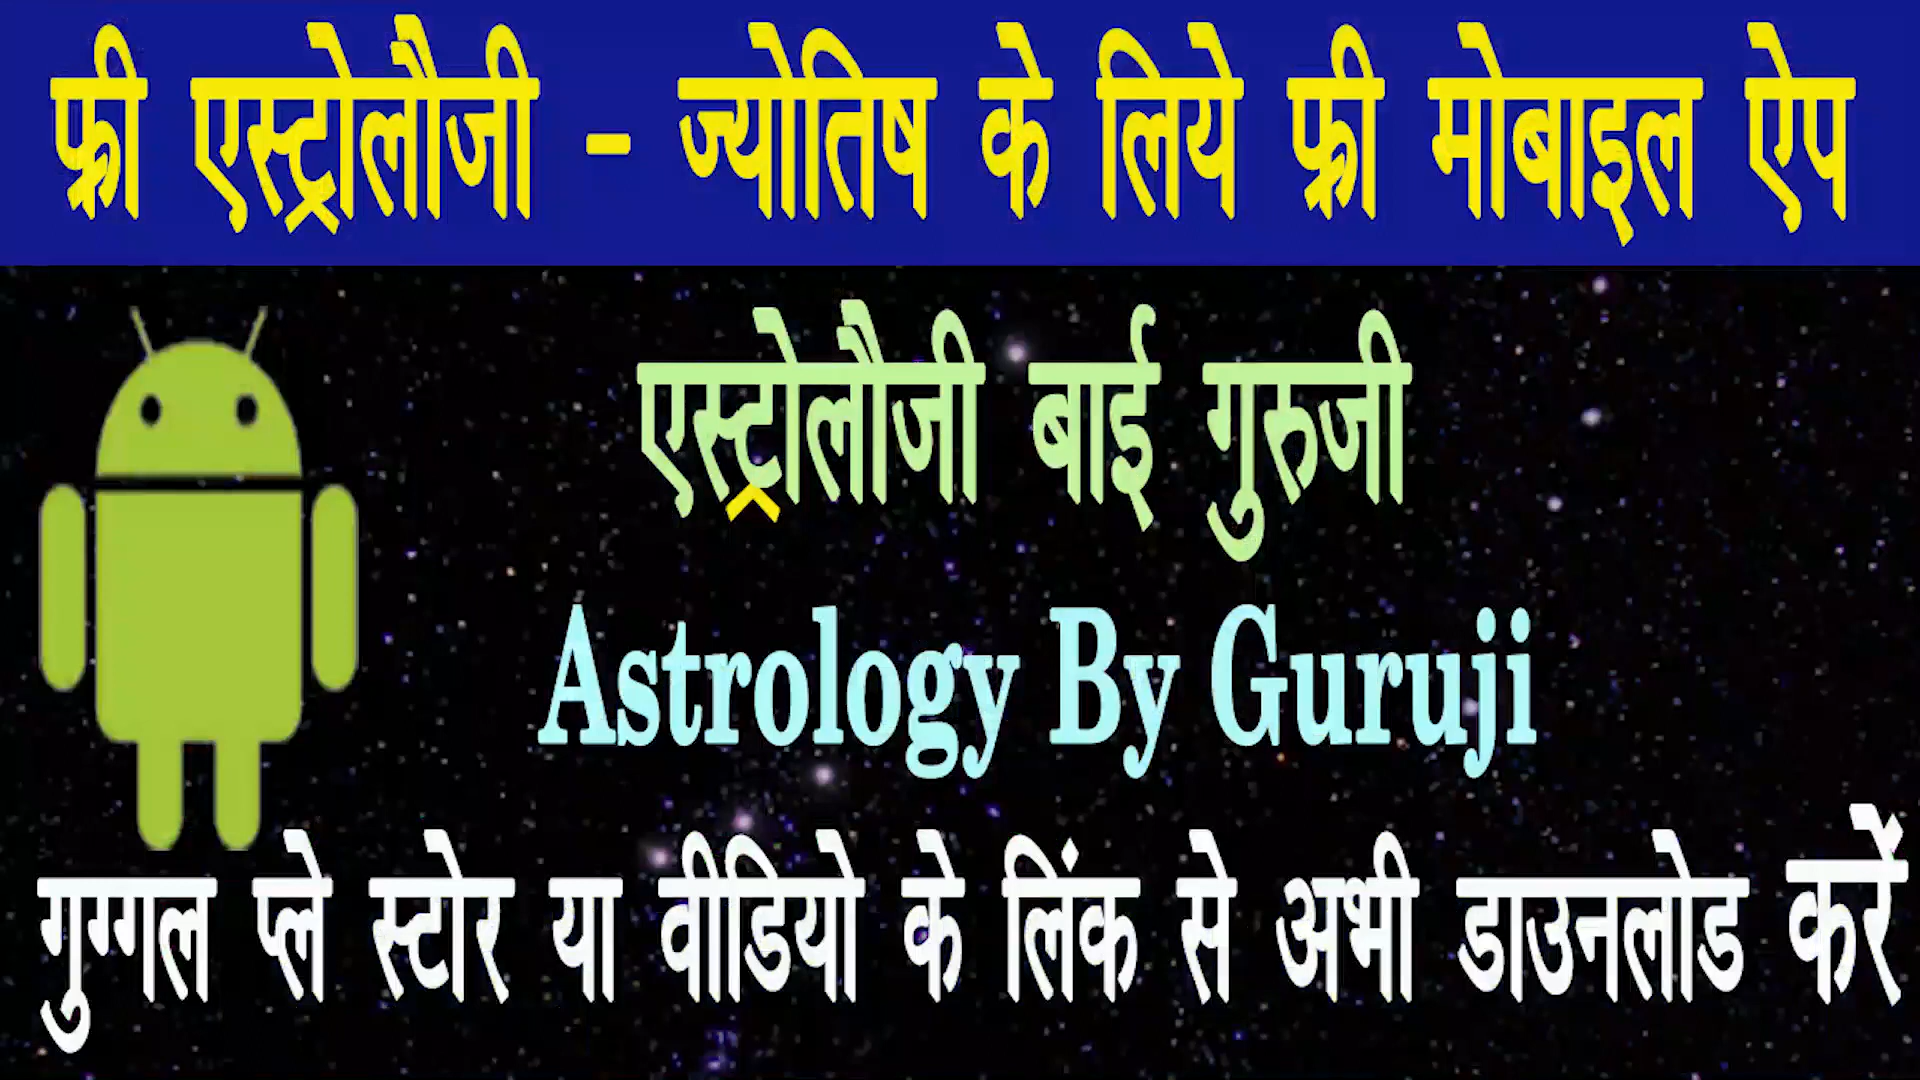 फ्री एस्ट्रोलौजी - ज्योतिष के लिये फ्री मोबाइल ऐप
एस्ट्रोलौजी बाई गुरुजी
Astrology By Guruji
गुग्गल प्ले स्टोर या वीडियो के लिंक से अभी डाउनलोड करें